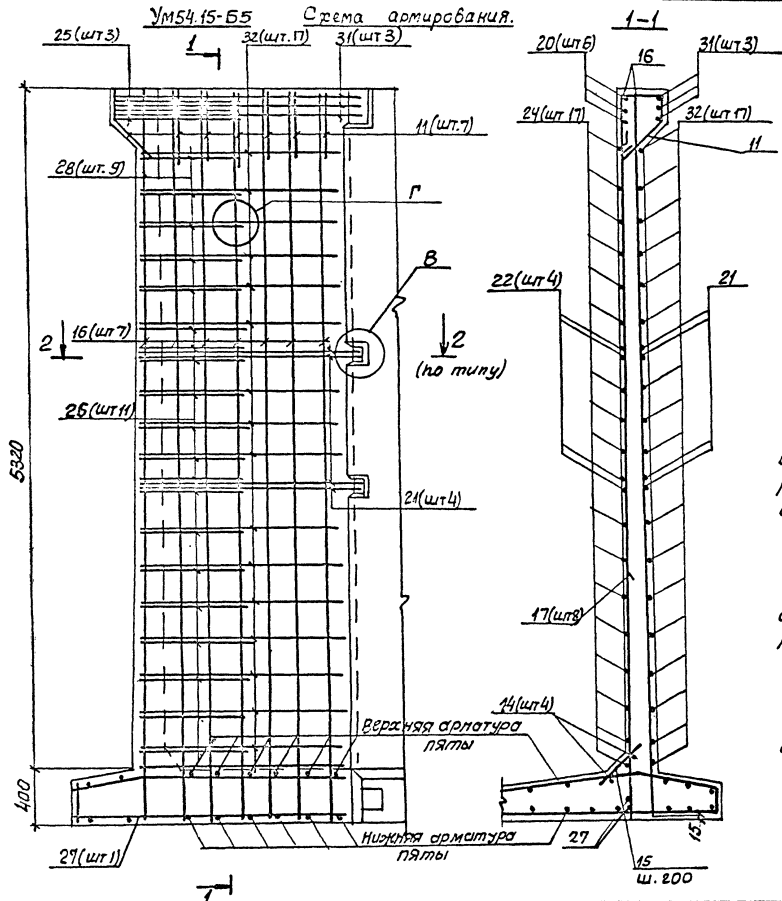 Ум54.15-Б5 Схема армирования.
1-1
1
25(шт3)
32(шт.П)
31(шт3)
20(шт6)
16
31(шт3)
24(шт17)
32(шт17)
11(шт.7)
11
28(шт.9)
Г
В
22(шт4)
21
16(шт7)
2
2
(по типу)
26(шт11)
5320
21(шт4)
17(шт8)
14(шт4)
Верхняя арматура
пяты
400
Нижняя арматура
пяты
27(шт1)
27
15
15
ш.200
1